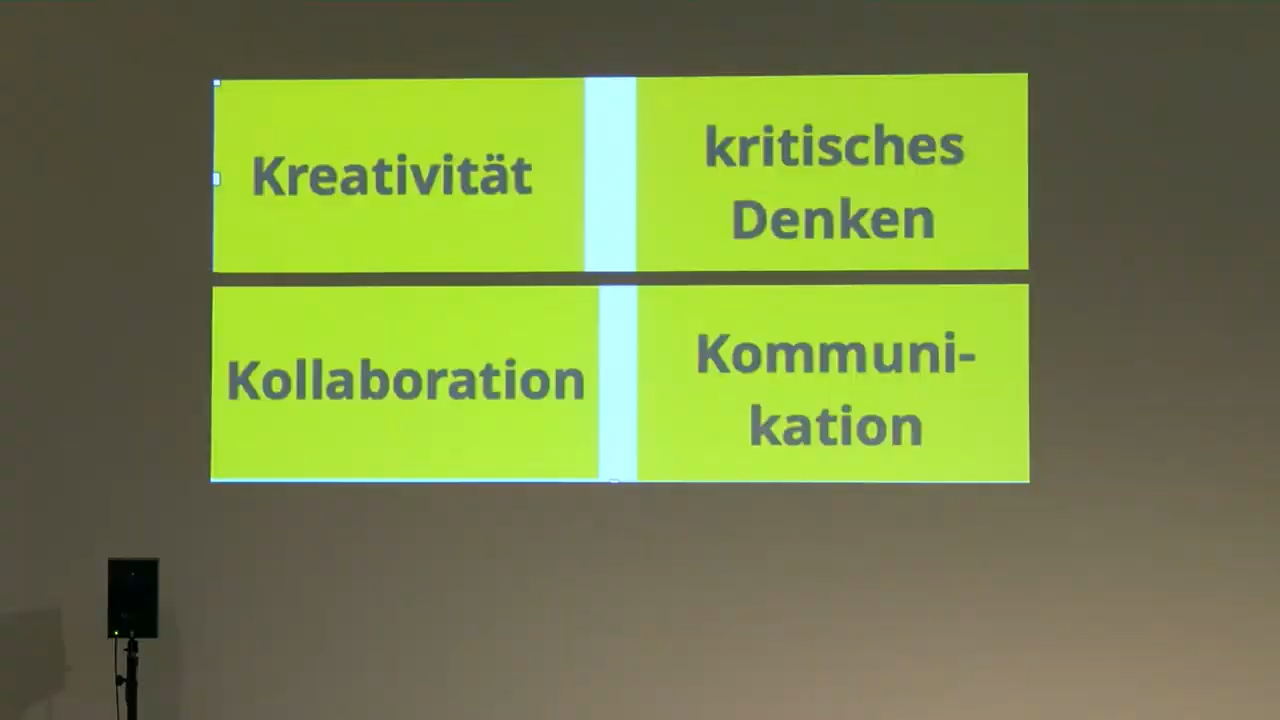 Kreativität
kritisches
Denken
Kollaboration
Kommuni-
kation